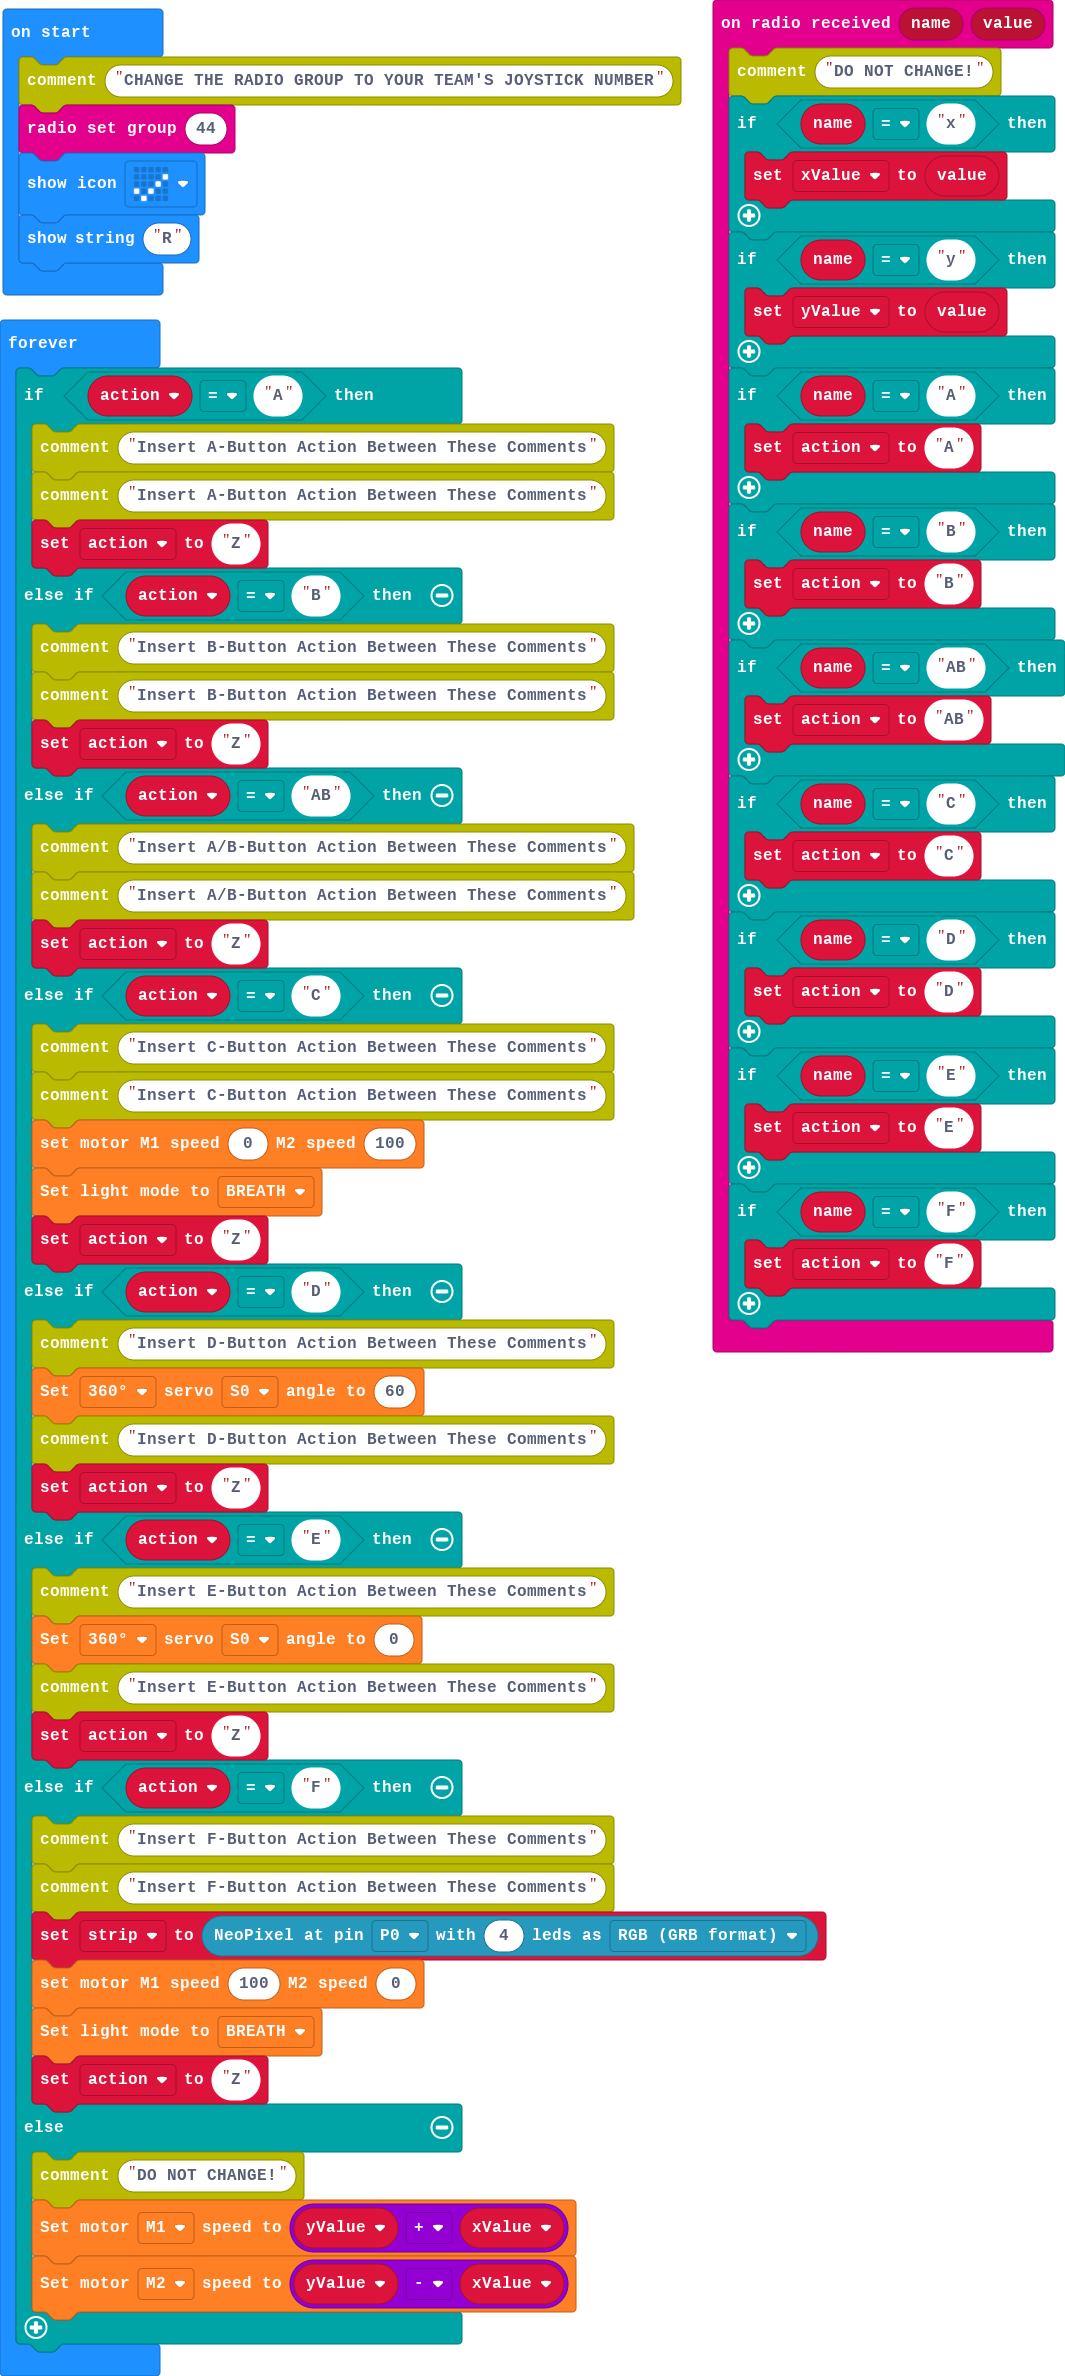 on start
comment "CHANGE THE RADIO GROUP TO YOUR TEAM'S JOYSTICK NUMBER"
radio set group 44
show icon
show string "R"
forever
if action = "A" then
comment "Insert A-Button Action Between These Comments"
comment "Insert A-Button Action Between These Comments"
set action to "Z"
else if action = "B" then
comment "Insert B-Button Action Between These Comments"
comment "Insert B-Button Action Between These Comments"
set action to "Z"
else if action = "AB" then
comment "Insert A/B-Button Action Between These Comments"
comment "Insert A/B-Button Action Between These Comments"
set action to "Z"
else if action = "C" then
comment "Insert C-Button Action Between These Comments"
comment "Insert C-Button Action Between These Comments"
set motor M1 speed 0 M2 speed 100
Set light mode to BREATH
set action to "Z"
else if action = "D" then
comment "Insert D-Button Action Between These Comments"
Set 360° servo S0 angle to 60
comment "Insert D-Button Action Between These Comments"
set action to "Z"
else if action = "E" then
comment "Insert E-Button Action Between These Comments"
Set 360° servo S0 angle to 0
comment "Insert E-Button Action Between These Comments"
set action to "Z"
else if action = "F" then
comment "Insert F-Button Action Between These Comments"
comment "Insert F-Button Action Between These Comments"
set strip to NeoPixel at pin P0 with 4 leds as RGB (GRB format)
set motor M1 speed 100 M2 speed 0
Set light mode to BREATH
set action to "Z"
else
comment "DO NOT CHANGE!"
Set motor M1 speed to yValue + xValue
Set motor M2 speed to yValue - xValue
on radio received name value
comment "DO NOT CHANGE!"
if name = "x" then
set xValue to value
if name = "y" then
set yValue to value
if name = "A" then
set action to "A"
if name = "B" then
set action to "B"
if name = "AB" then
set action to "AB"
if name = "C" then
set action to "C"
if name = "D" then
set action to "D"
if name = "E" then
set action to "E"
if name = "F" then
set action to "F"